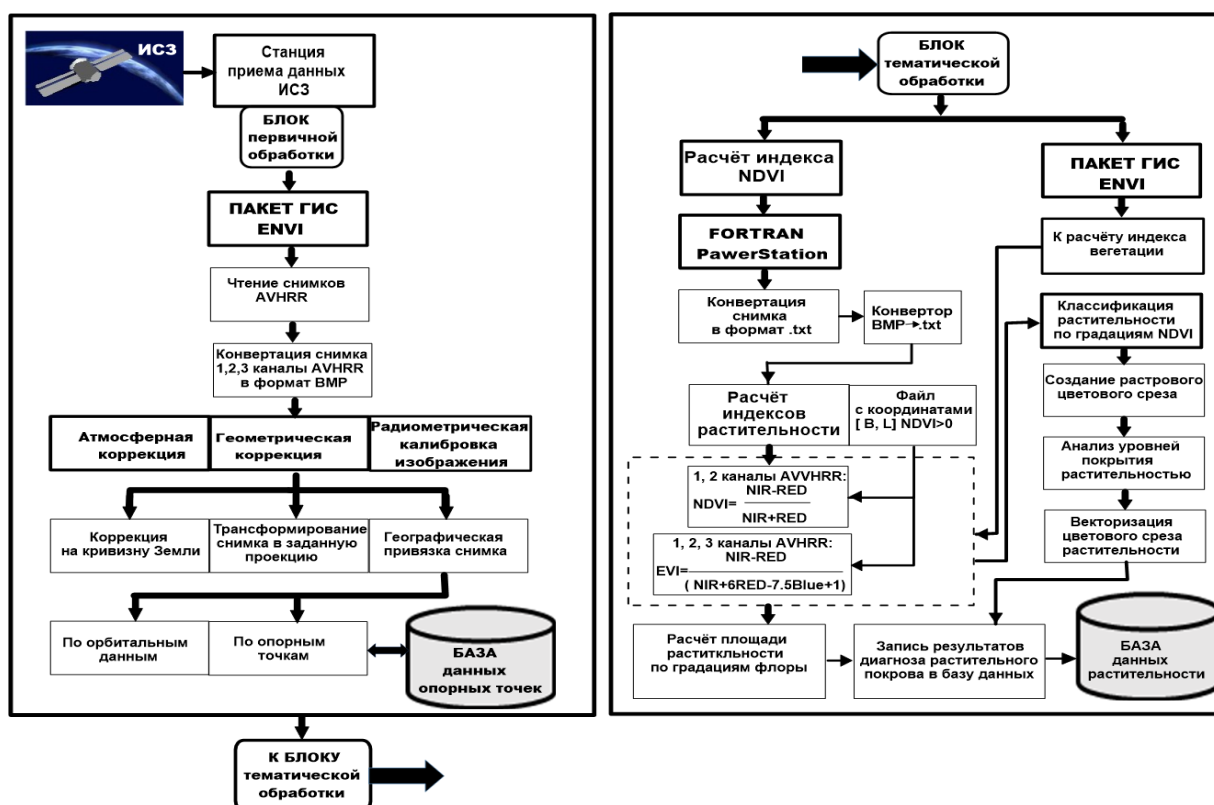 ИСЗ
Станция
приема данных
ИСЗ
БЛОК
первичной
обработки
ПАКЕТ ГИС
ENVI
Чтение снимков
AVHRR
Конвертация снимка
1,2,3 каналы AVHRR
в формат BMP
Атмосферная
коррекция
Геометрическая
коррекция
Радиометрическая
калибровка
изображения
Коррекция
на кривизну Земли
Трансформирование
снимка в заданную
проекцию
Географическая
привязка снимка
По орбитальным
данным
По опорным
точкам
БАЗА
данных
опорных точек
К БЛОКУ
тематической
обработки
БЛОК
тематической
обработки
Расчёт индекса
NDVI
FORTRAN
PawerStation
Конвертация
снимка
в формат .txt
Конвертор
BMP→.txt
Расчёт
индексов
растительности
Файл
с координатами
[ B, L] NDVI>0
1, 2 каналы AVVHRR:
NIR-RED
NDVI=
NIR+RED
1, 2, 3 каналы AVHRR:
NIR-RED
EVI=
( NIR+6RED-7.5Blue+1)
Расчёт площади
раститкльности
по градациям флоры
Запись результатов
диагноза растительного
покрова в базу данных
ПАКЕТ ГИС
ENVI
К расчёту индекса
вегетации
Классификация
растительности
по градациям NDVI
Создание растрового
цветового среза
Анализ уровней
покрытия
растительностью
Векторизация
цветового среза
растительности
БАЗА
данных
растительности